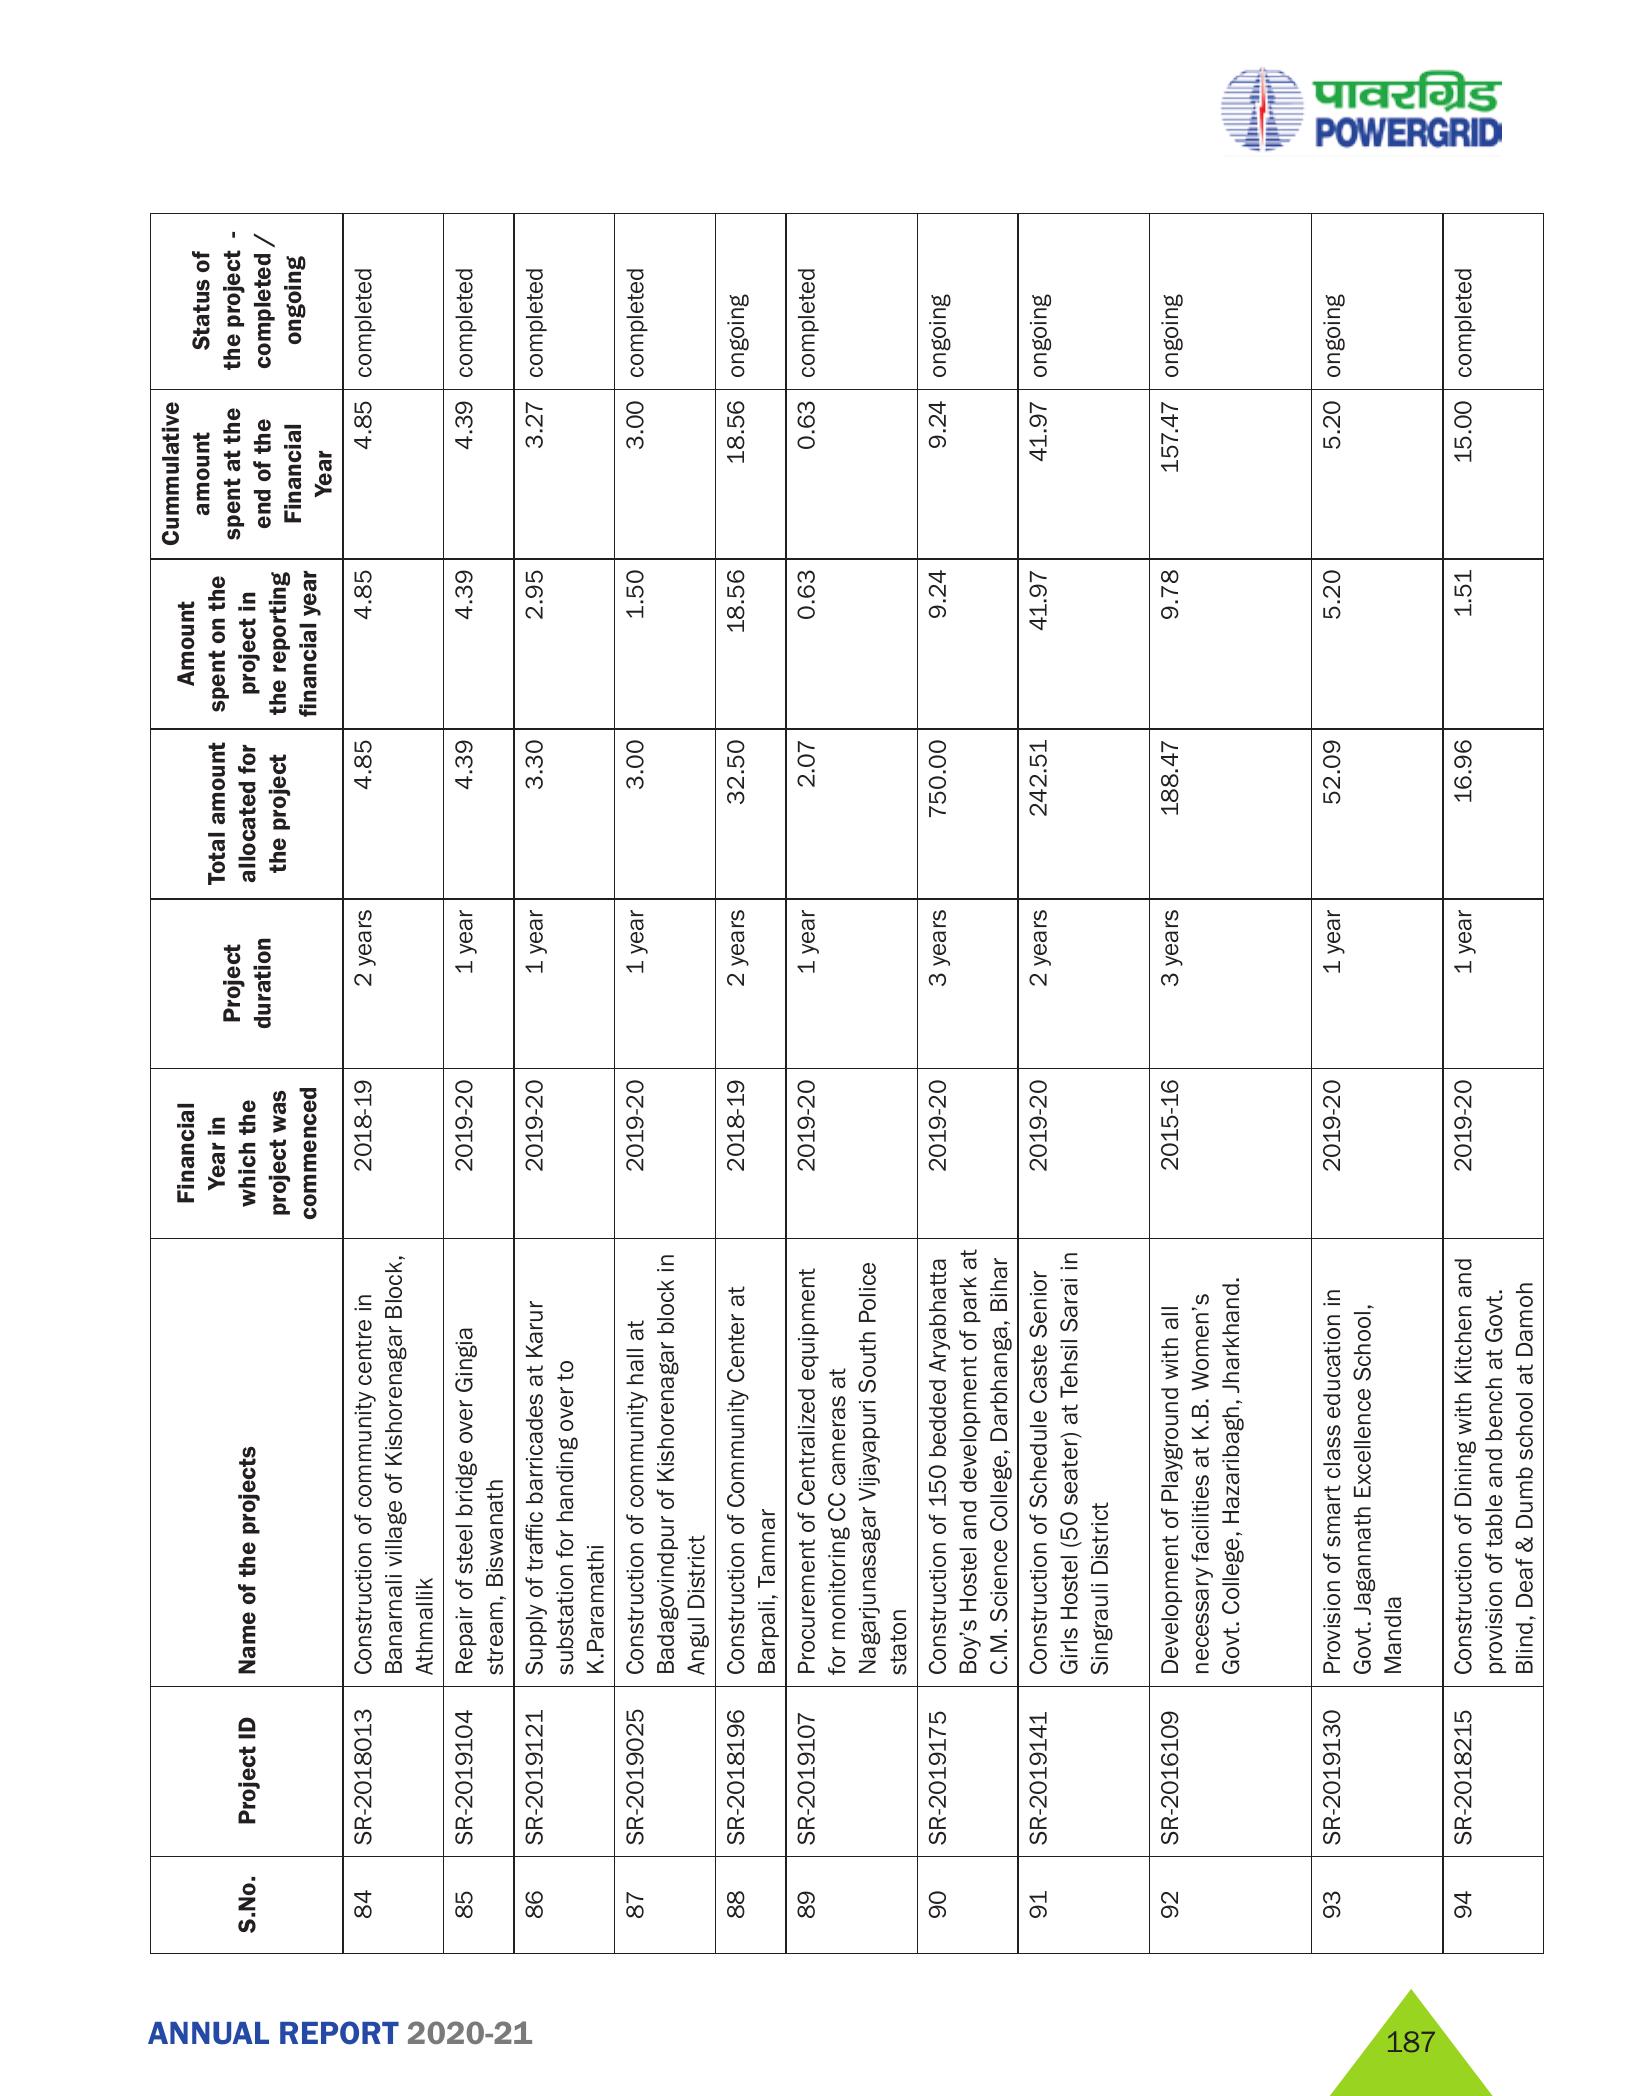 पावरग्रिड
POWERGRID
S.No.
Project ID
Name of the projects
Financial
Year in
which the
project was
commenced
Project
duration
Total amount
allocated for
the project
Amount
spent on the
project in
the reporting
financial year
Cummulative
amount
spent at the
end of the
Financial
Year
Status of
the project -
completed /
ongoing
84
SR-2018013
Construction of community centre in
Banarnali village of Kishorenagar Block,
Athmallik
2018-19
2 years
4.85
4.85
4.85
completed
85
SR-2019104
Repair of steel bridge over Gingia
stream, Biswanath
2019-20
1 year
4.39
4.39
4.39
completed
86
SR-2019121
Supply of traffic barricades at Karur
substation for handing over to
K.Paramathi
2019-20
1 year
3.30
2.95
3.27
completed
87
SR-2019025
Construction of community hall at
Badagovindpur of Kishorenagar block in
Angul District
2019-20
1 year
3.00
1.50
3.00
completed
88
SR-2018196
Construction of Community Center at
Barpali, Tamnar
2018-19
2 years
32.50
18.56
18.56
ongoing
89
SR-2019107
Procurement of Centralized equipment
for monitoring CC cameras at
Nagarjunasagar Vijayapuri South Police
staton
2019-20
1 year
2.07
0.63
0.63
completed
90
SR-2019175
Construction of 150 bedded Aryabhatta
Boy’s Hostel and development of park at
C.M. Science College, Darbhanga, Bihar
2019-20
3 years
750.00
9.24
9.24
ongoing
91
SR-2019141
Construction of Schedule Caste Senior
Girls Hostel (50 seater) at Tehsil Sarai in
Singrauli District
2019-20
2 years
242.51
41.97
41.97
ongoing
92
SR-2016109
Development of Playground with all
necessary facilities at K.B. Women’s
Govt. College, Hazaribagh, Jharkhand.
2015-16
3 years
188.47
9.78
157.47
ongoing
93
SR-2019130
Provision of smart class education in
Govt. Jagannath Excellence School,
Mandla
2019-20
1 year
52.09
5.20
5.20
ongoing
94
SR-2018215
Construction of Dining with Kitchen and
provision of table and bench at Govt.
Blind, Deaf & Dumb school at Damoh
2019-20
1 year
16.96
1.51
15.00
completed
ANNUAL REPORT 2020-21
187